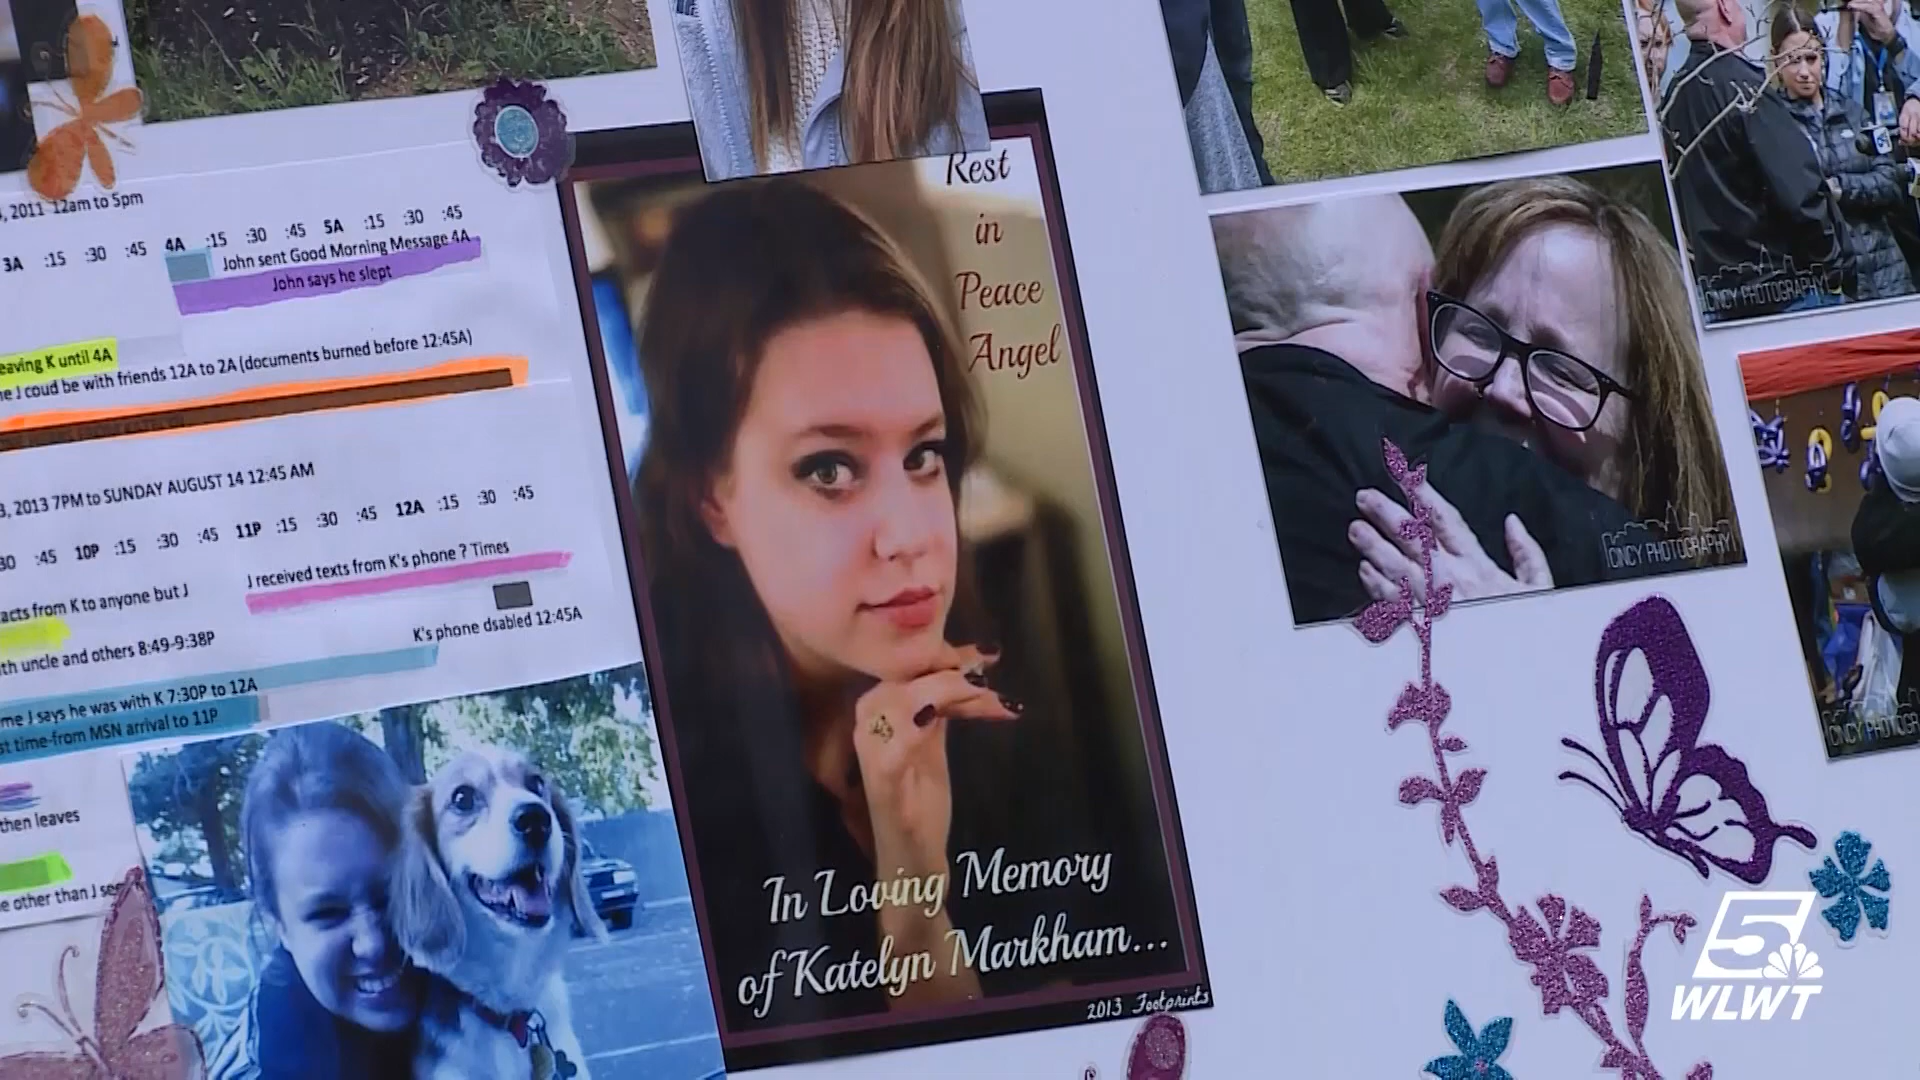 , 2011 12am to 5pm
3A :15 :30 :45 4A :15 :30 :45 5A :15 :30 :45
John sent Good Morning Message 4A
John says he slept
eaving K until 4A
me J coud be with friends 12A to 2A (documents burned before 12:45A)
3, 2013 7PM to SUNDAY AUGUST 14 12:45 AM
30 :45 10P :15 :30 :45 11P :15 :30 :45 12A :15 :30 :45
J received texts from K's phone ? Times
acts from K to anyone but J
K's phone dsabled 12:45A
th uncle and others 8:49-9:38P
me J says he was with K 7:30P to 12A
st time-from MSN arrival to 11P
then leaves
e other than J see
Rest
in
Peace
Angel
In Loving Memory
of Katelyn Markham...
2013 Footprints
CINCY PHOTOGRAPHY
CINCY PHOTOGRAPHY
CINCY PHOTOG
5
WLWT